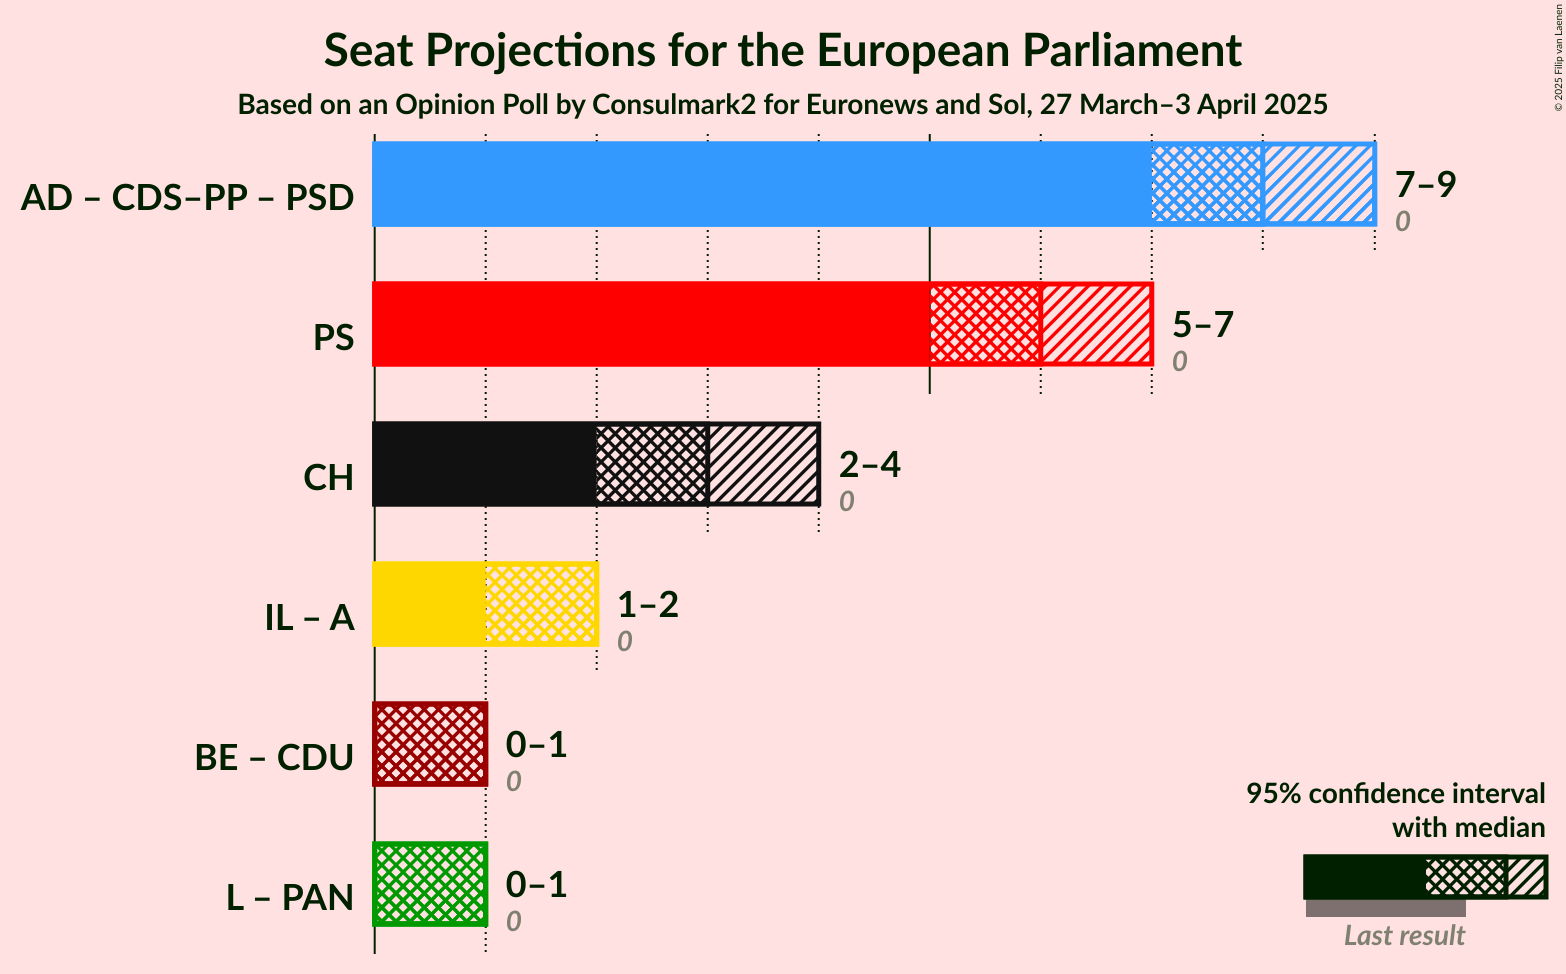 Seat Projections for the European Parliament
Based on an Opinion Poll by Consulmark2 for Euronews and Sol, 27 March–3 April 2025
© 2025 Filip van Laenen
AD – CDS–PP – PSD
7–9
0
PS
5–7
0
CH
2–4
0
IL – A
1–2
0
BE – CDU
0–1
0
L – PAN
0–1
0
95% confidence interval
with median
Last result